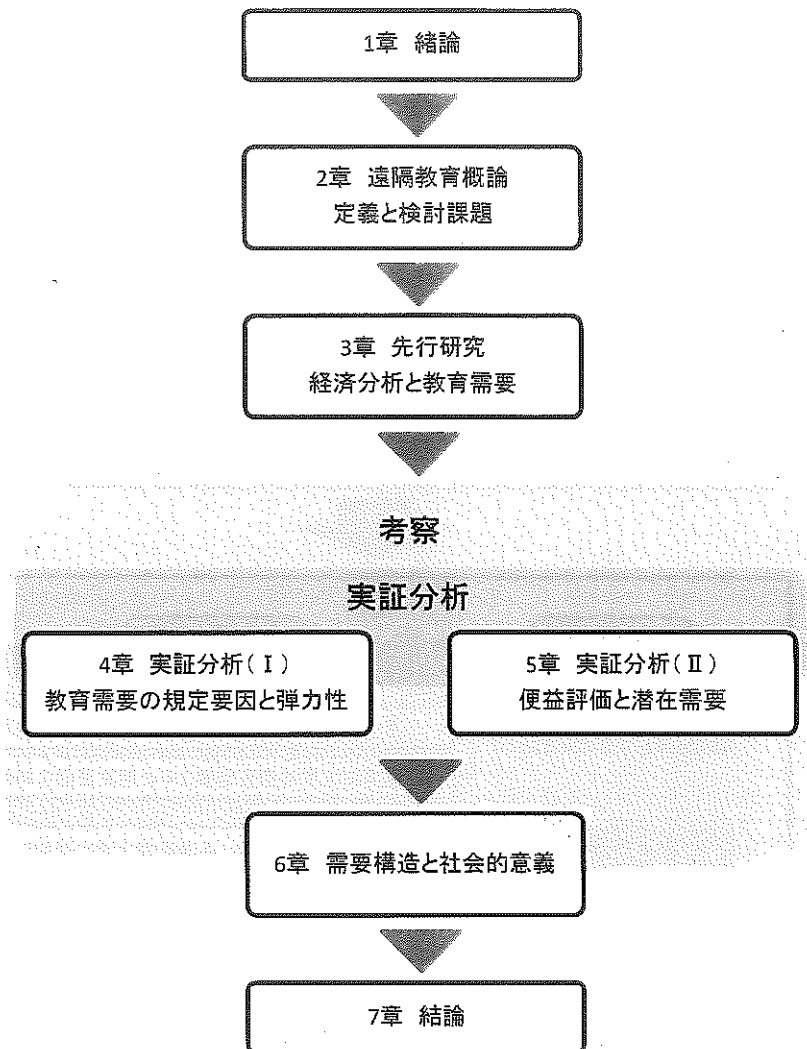 1章 緒論
2章 遠隔教育概論
定義と検討課題
3章 先行研究
経済分析と教育需要
考察
実証分析
4章 実証分析(Ⅰ)
教育需要の規定要因と弾力性
5章 実証分析(Ⅱ)
便益評価と潜在需要
6章 需要構造と社会的意義
7章 結論